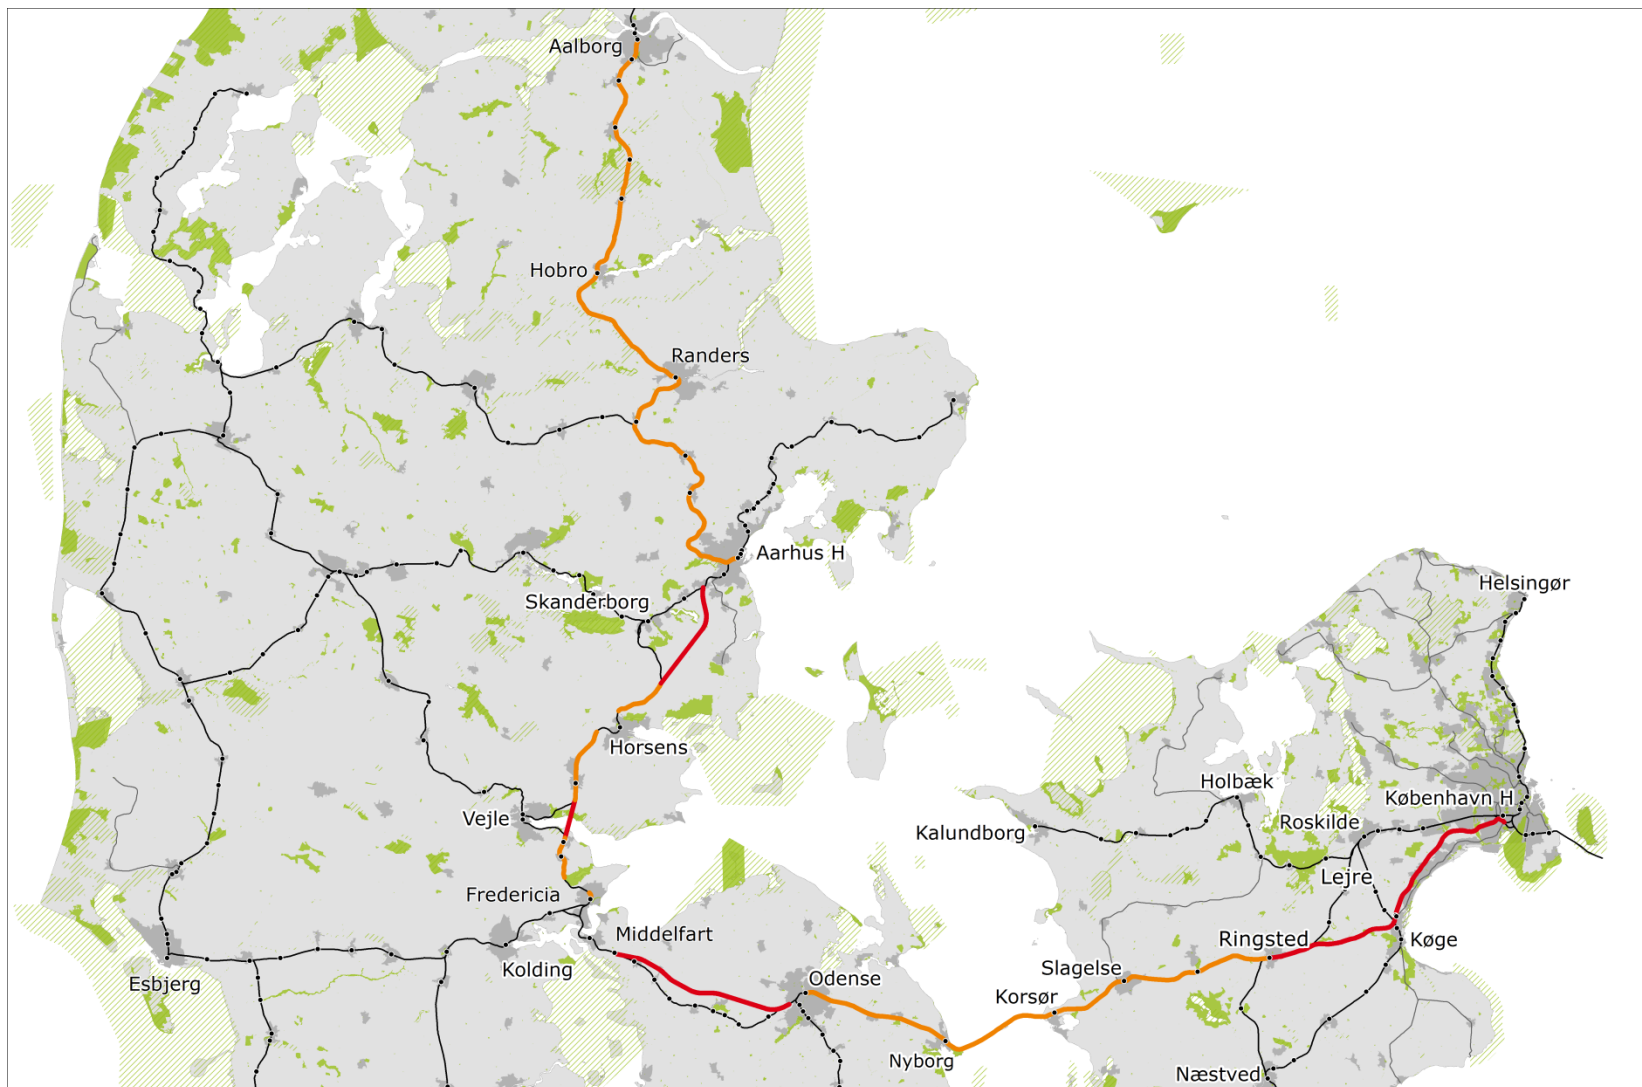 Aalborg
Hobro
Randers
Aarhus H
Skanderborg
Helsingør
Horsens
Holbæk
København H
Vejle
Roskilde
Kalundborg
Lejre
Fredericia
Middelfart
Ringsted
Køge
Kolding
Slagelse
Esbjerg
Odense
Korsør
Nyborg
Næstved